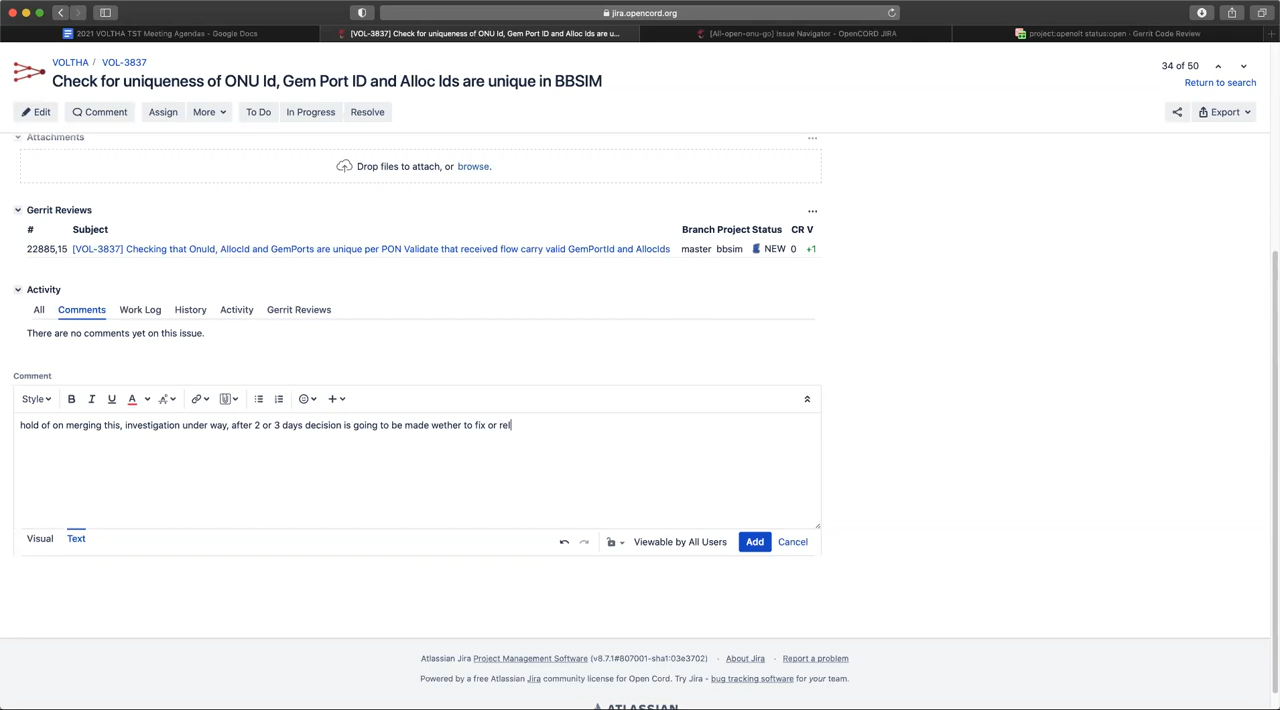 jira.opencord.org
2021 VOLTHA TST Meeting Agendas - Google Docs
[VOL-3837] Check for uniqueness of ONU Id, Gem Port ID and Alloc Ids are u...
[All-open-onu-go] Issue Navigator - OpenCORD JIRA
project:openolt status:open · Gerrit Code Review
VOLTHA / VOL-3837
34 of 50
Check for uniqueness of ONU Id, Gem Port ID and Alloc Ids are unique in BBSIM
Return to search
Edit Comment Assign More To Do In Progress Resolve Export
Attachments
Drop files to attach, or browse.
Gerrit Reviews
# Subject Branch Project Status CR V
22885,15 [VOL-3837] Checking that OnuId, AllocId and GemPorts are unique per PON Validate that received flow carry valid GemPortId and AllocIds master bbsim NEW 0 +1
Activity
All Comments Work Log History Activity Gerrit Reviews
There are no comments yet on this issue.
Comment
Style B I U A
hold of on merging this, investigation under way, after 2 or 3 days decision is going to be made wether to fix or rel
Visual Text Viewable by All Users Add Cancel
Atlassian Jira Project Management Software (v8.7.1#807001-sha1:03e3702) · About Jira · Report a problem
Powered by a free Atlassian Jira community license for Open Cord. Try Jira - bug tracking software for your team.
ATLASSIAN